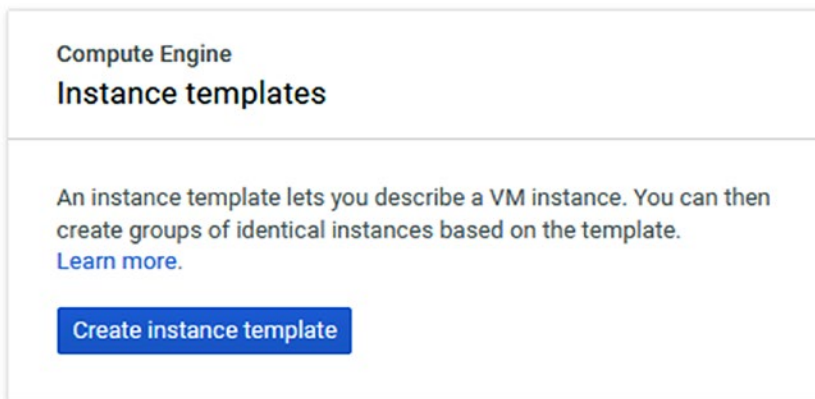 Compute Engine
Instance templates
An instance template lets you describe a VM instance. You can then
create groups of identical instances based on the template.
Learn more.
Create instance template